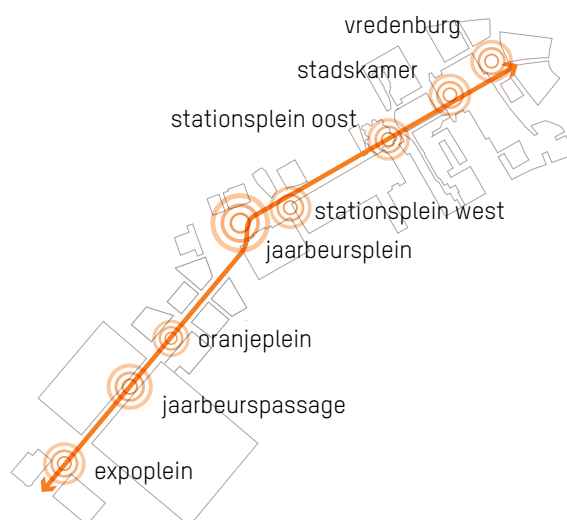 vredenburg
stadskamer
stationsplein oost
stationsplein west
jaarbeursplein
oranjeplein
jaarbeurspassage
expoplein